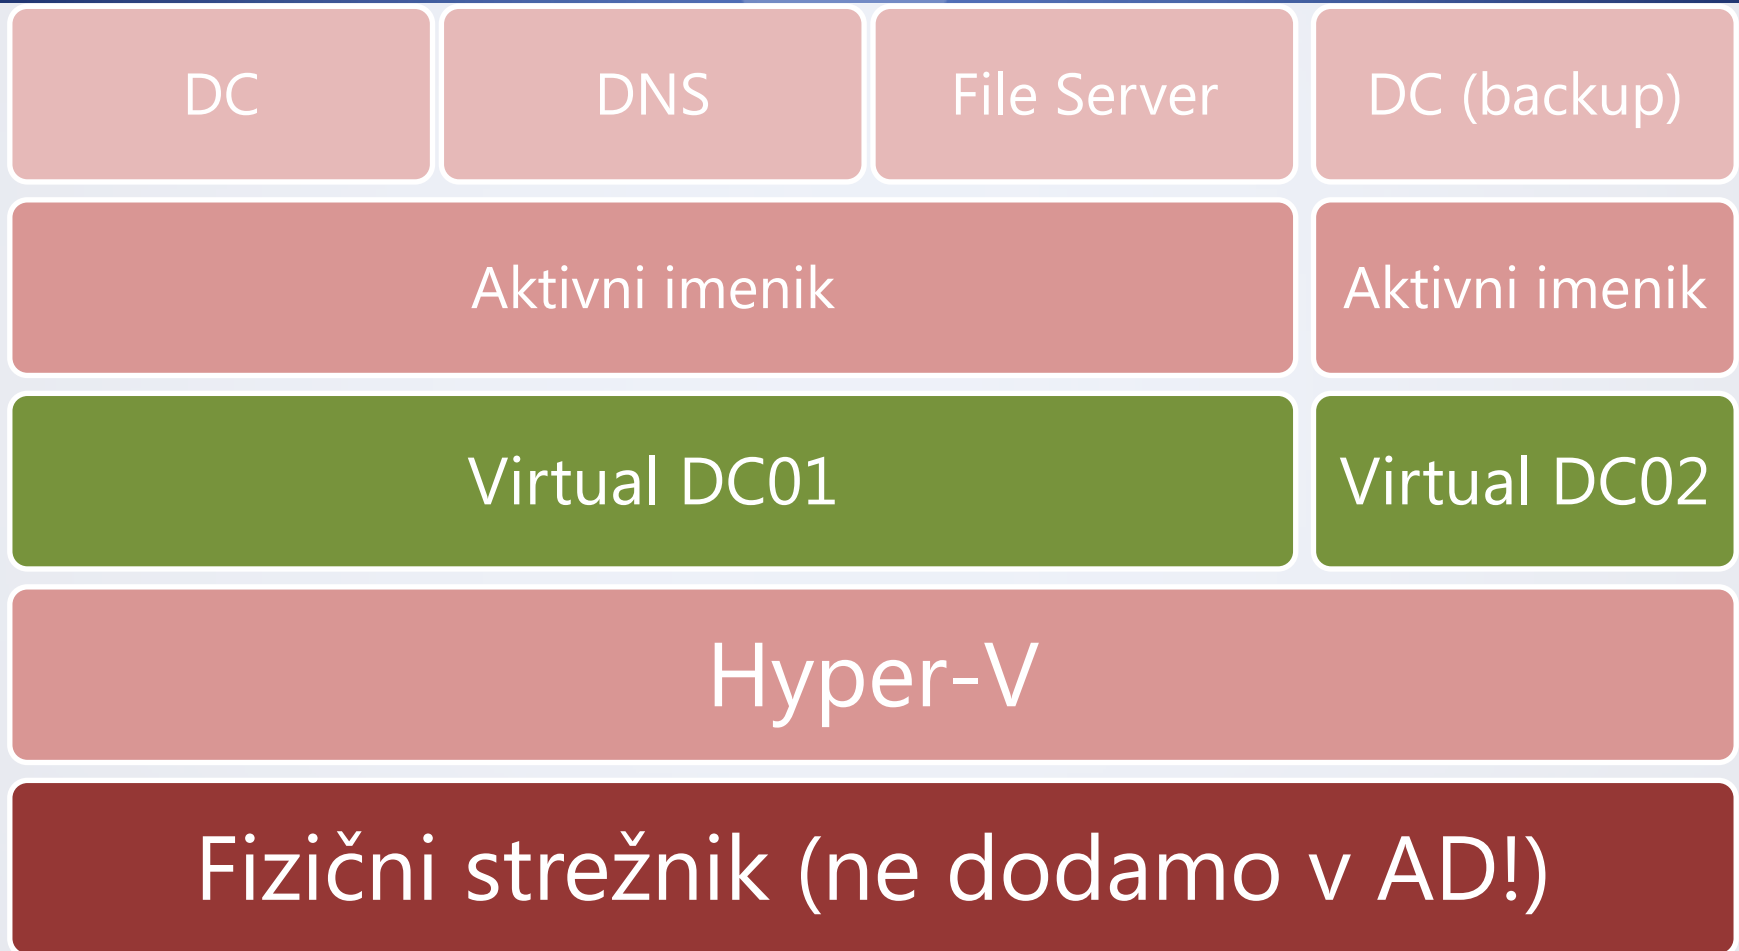 DC
DNS
File Server
DC (backup)
Aktivni imenik
Aktivni imenik
Virtual DC01
Virtual DC02
Hyper-V
Fizični strežnik (ne dodamo v AD!)